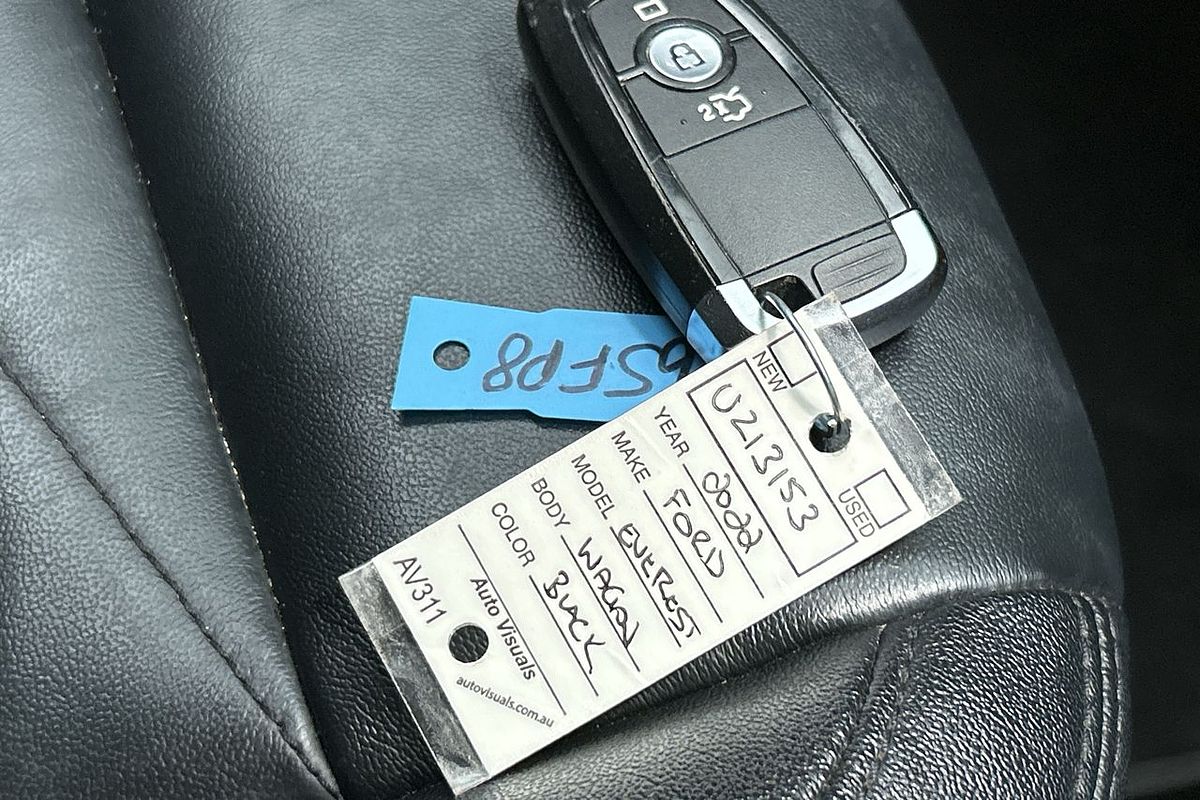 NEW
USED
U213153
YEAR 2022
MAKE FORD
MODEL EVEREST
BODY WAGON
COLOR BLACK
Auto Visuals
autovisuals.com.au
AV311